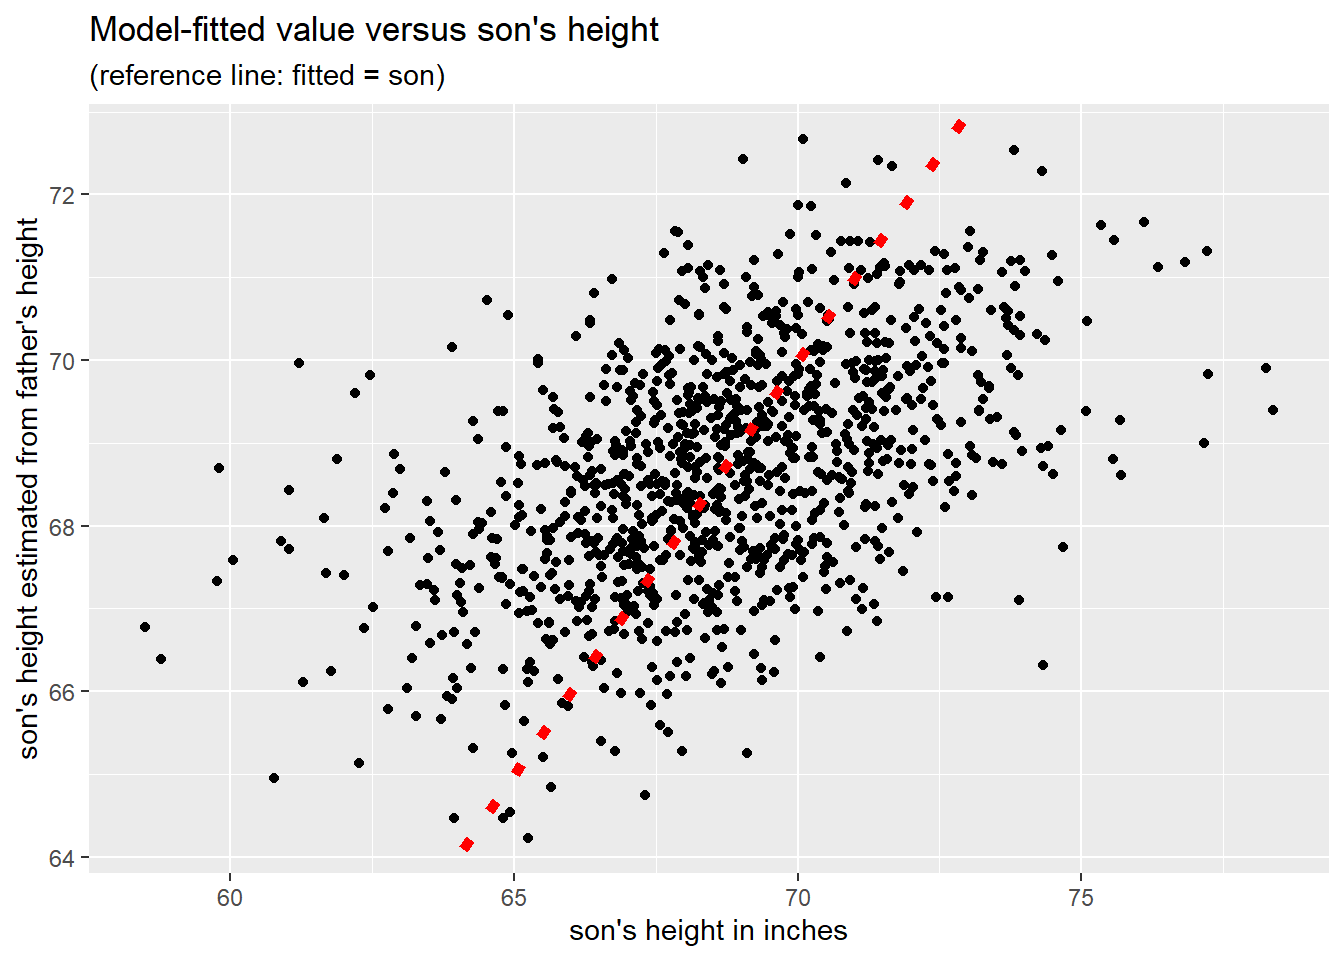 Model-fitted value versus son's height
(reference line: fitted = son)
son's height estimated from father's height
72
70
68
66
64
60 65 70 75
son's height in inches